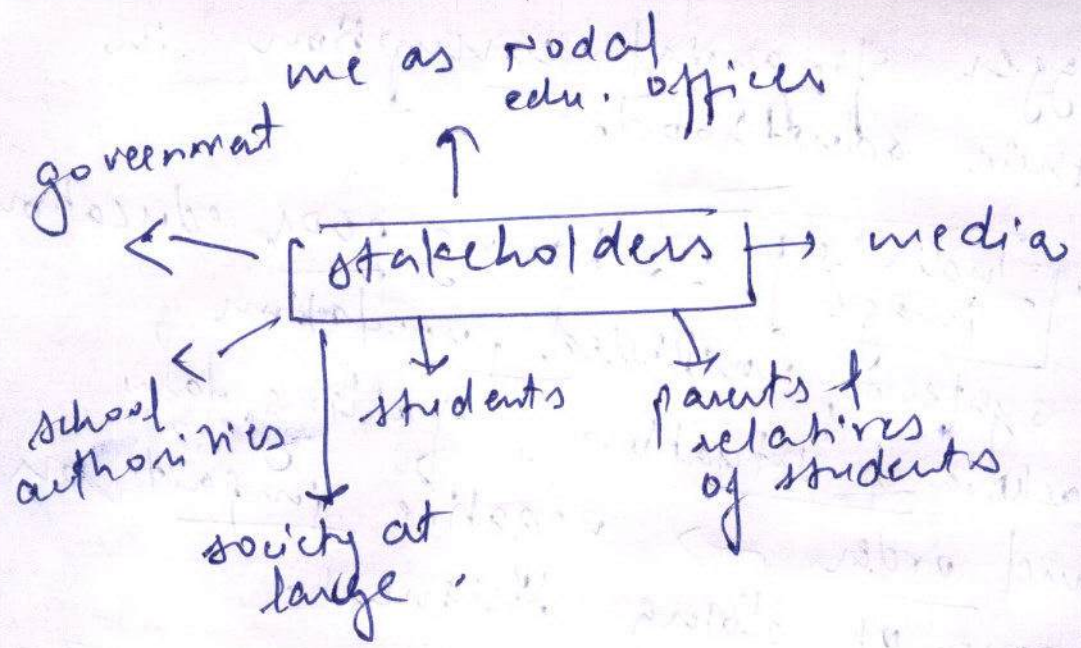 me as nodal
edu. officer
government
stakeholders
media
school
authorities
students
parents &
relatives
of students
society at
large.